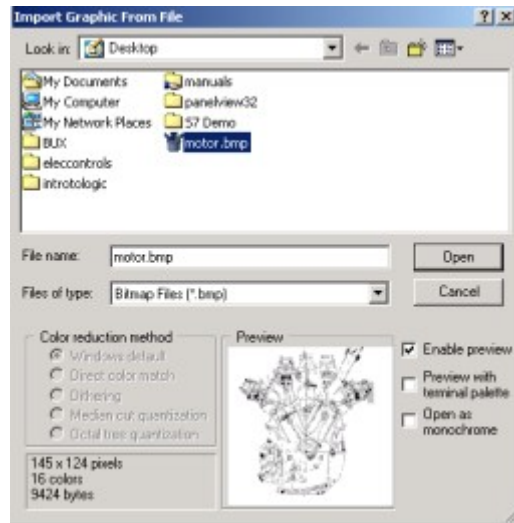 Import Graphic From File
Look in: Desktop
My Documents
My Computer
My Network Places
BUX
eleccontrols
introtologic
manuals
panelview32
S7 Demo
motor.bmp
File name: motor.bmp Open
Files of type: Bitmap Files (*.bmp) Cancel
Color reduction method
Windows default
Direct color match
Dithering
Median cut quantization
Octal tree quantization
145 x 124 pixels
16 colors
9424 bytes
Preview
Enable preview
Preview with
terminal palette
Open as
monochrome